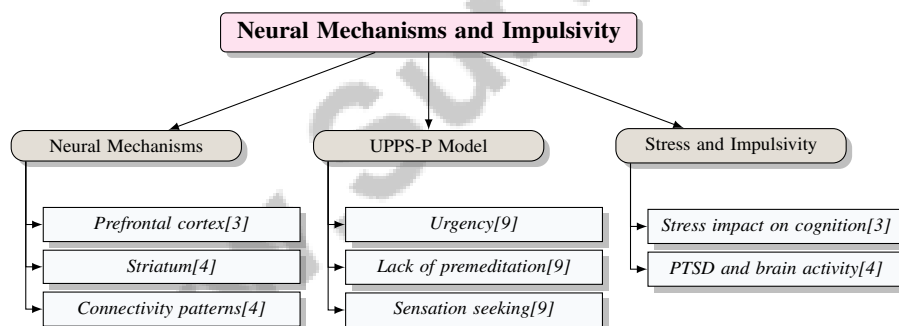 Neural Mechanisms and Impulsivity
Neural Mechanisms
UPPS-P Model
Stress and Impulsivity
Prefrontal cortex[3]
Striatum[4]
Connectivity patterns[4]
Urgency[9]
Lack of premeditation[9]
Sensation seeking[9]
Stress impact on cognition[3]
PTSD and brain activity[4]